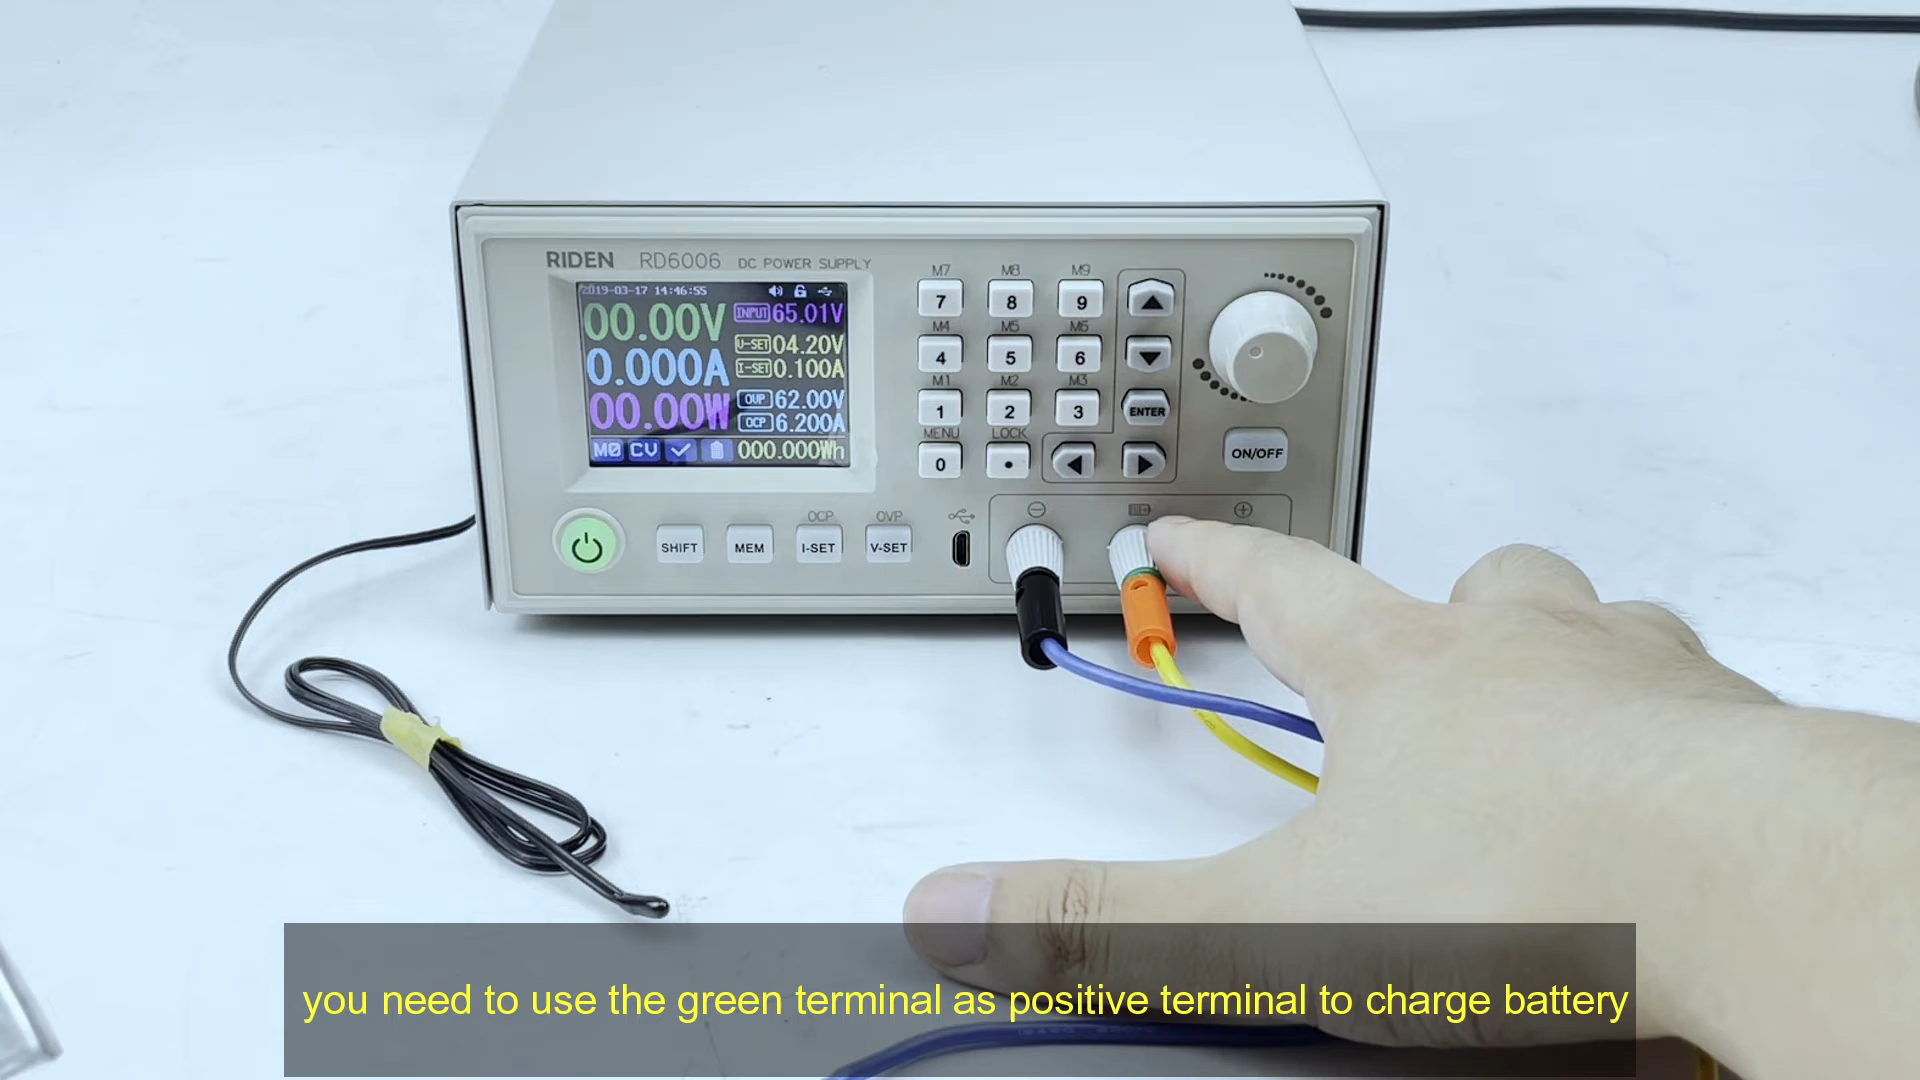 RIDEN RD6006 DC POWER SUPPLY
2019-03-17 14:46:55
00.00V
INPUT 65.01V
0.000A
V-SET 04.20V
I-SET 0.100A
00.00W
OVP 62.00V
OCP 6.200A
M0 CV 000.000Wh
M7 M8 M9
7 8 9
M4 M5 M6
4 5 6
M1 M2 M3
1 2 3 ENTER
MENU LOCK
0 •
ON/OFF
OCP OVP
SHIFT MEM I-SET V-SET
you need to use the green terminal as positive terminal to charge battery